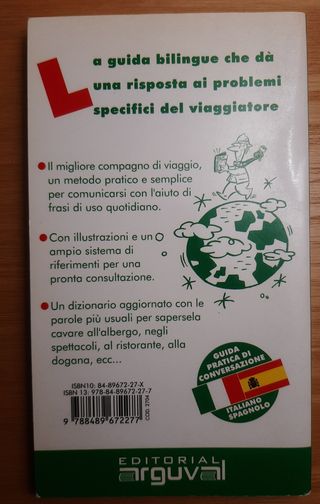 La guida bilingue che dà
una risposta ai problemi
specifici del viaggiatore
Il migliore compagno di viaggio,
un metodo pratico e semplice
per comunicarsi con l'aiuto di
frasi di uso quotidiano.
Con illustrazioni e un
ampio sistema di
riferimenti per una
pronta consultazione.
Un dizionario aggiornato con le
parole più usuali per sapersela
cavare all'albergo, negli
spettacoli, al ristorante, alla
dogana, ecc...
GUIDA
PRATICA DI
CONVERSAZIONE
ITALIANO
SPAGNOLO
ISBN10: 84-89672-27-X
ISBN 13: 978-84-89672-27-7
9 788489 672277
COD. 2704
EDITORIAL
arguval